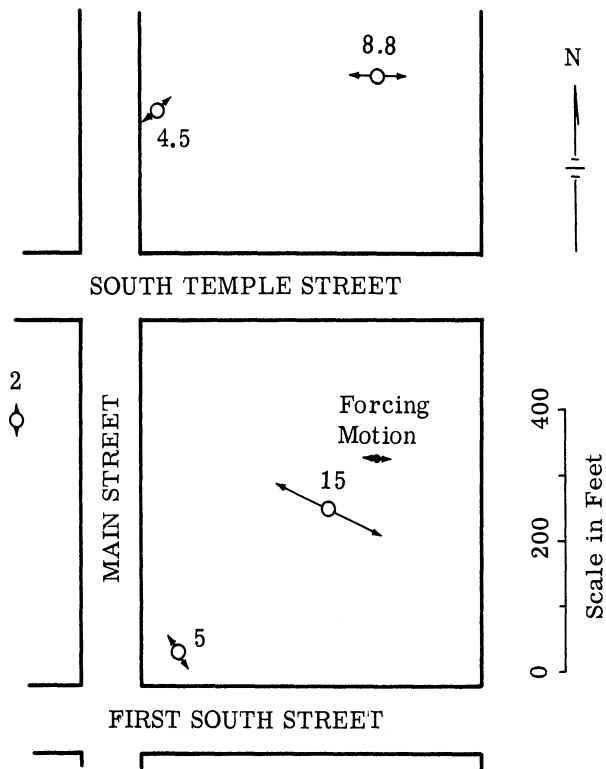 8.8
N
4.5
SOUTH TEMPLE STREET
2
Forcing
Motion
15
MAIN STREET
5
400
200
0
Scale in Feet
FIRST SOUTH STREET